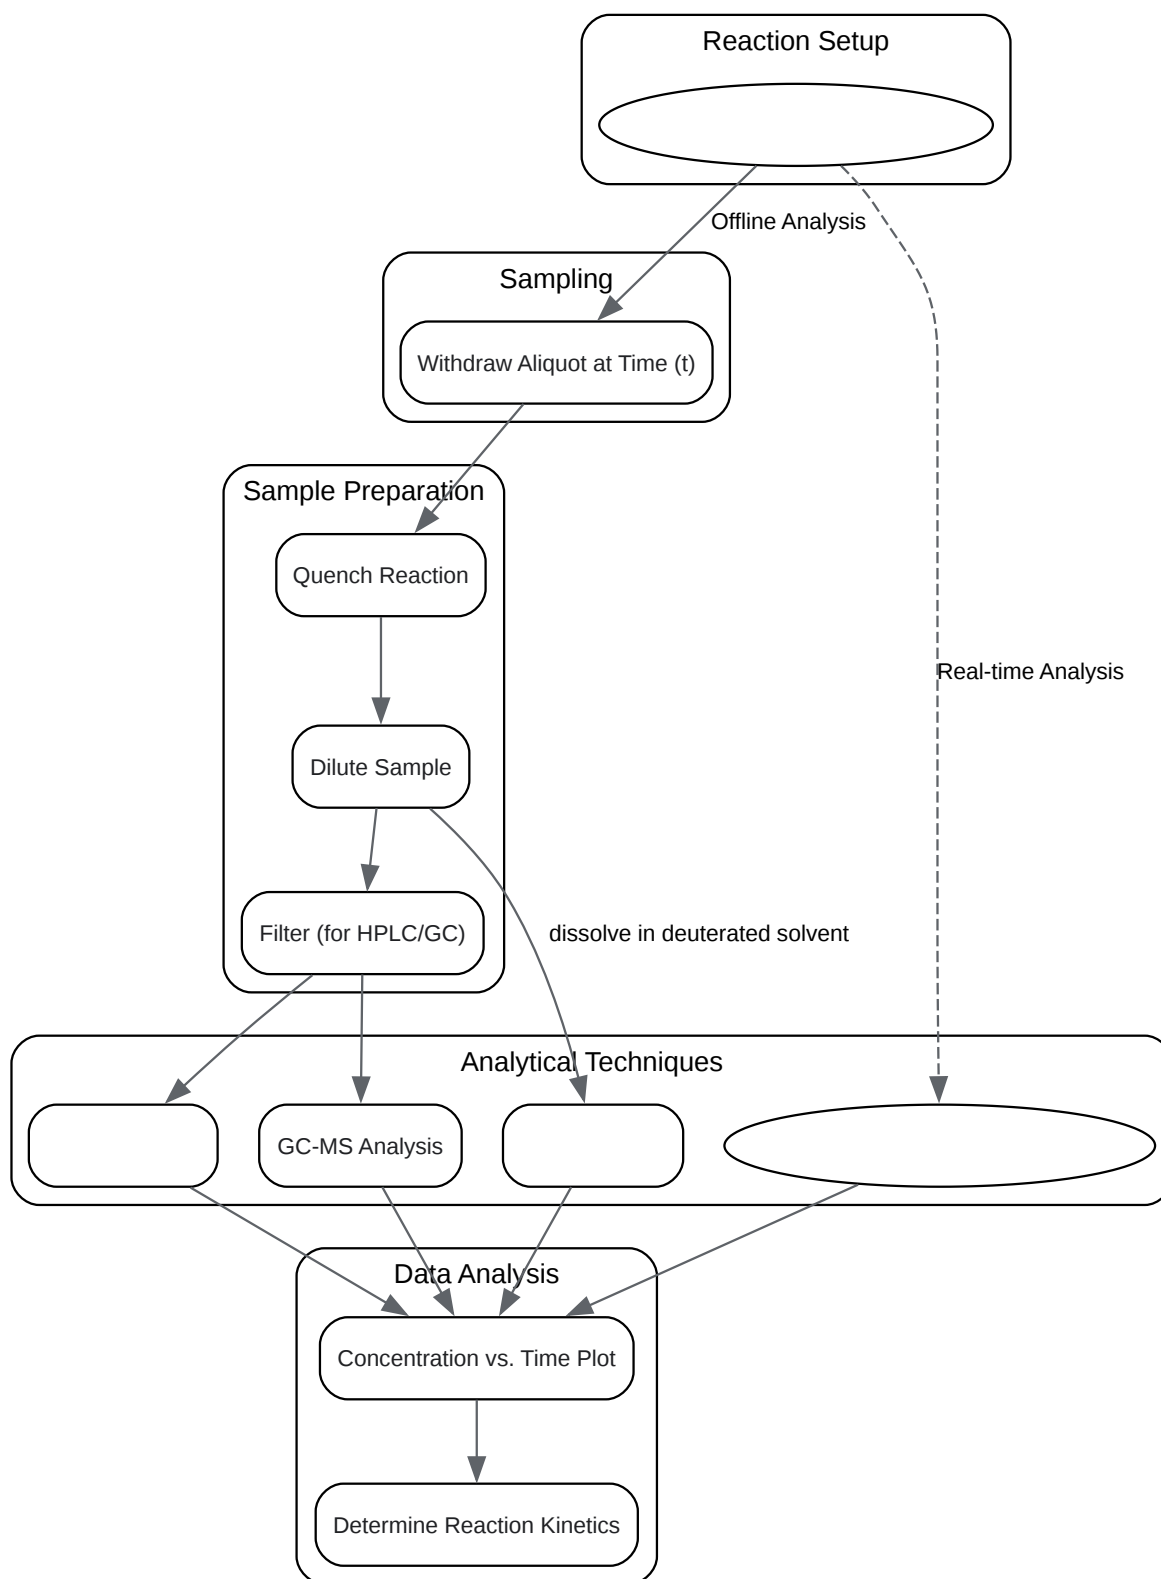 Reaction Setup
Offline Analysis
Sampling
Withdraw Aliquot at Time (t)
Sample Preparation
Quench Reaction
Real-time Analysis
Dilute Sample
Filter (for HPLC/GC)
dissolve in deuterated solvent
Analytical Techniques
GC-MS Analysis
Data Analysis
Concentration vs. Time Plot
Determine Reaction Kinetics